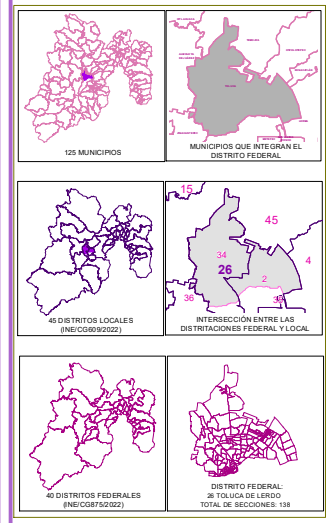 125 MUNICIPIOS
TOLUCA
MUNICIPIOS QUE INTEGRAN EL
DISTRITO FEDERAL
45 DISTRITOS LOCALES
(INE/CG609/2022)
15
45
34
26
4
2
36
INTERSECCIÓN ENTRE LAS
DISTRITACIONES FEDERAL Y LOCAL
40 DISTRITOS FEDERALES
(INE/CG875/2022)
DISTRITO FEDERAL:
26 TOLUCA DE LERDO
TOTAL DE SECCIONES: 138